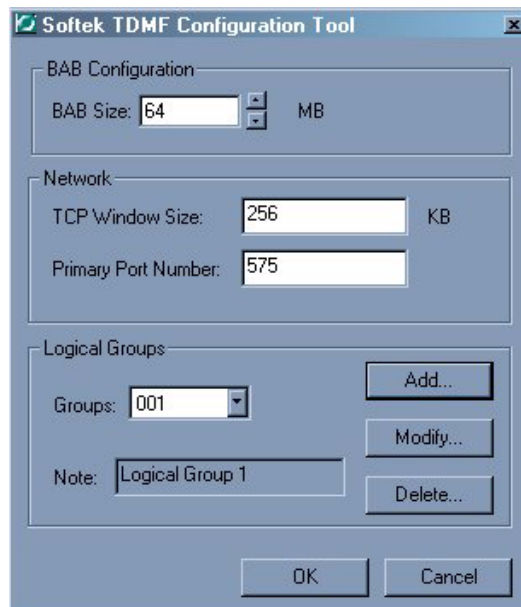 Softek TDMF Configuration Tool
BAB Configuration
BAB Size: 64 MB
Network
TCP Window Size: 256 KB
Primary Port Number: 575
Logical Groups
Groups: 001
Add...
Modify...
Note: Logical Group 1
Delete...
OK Cancel